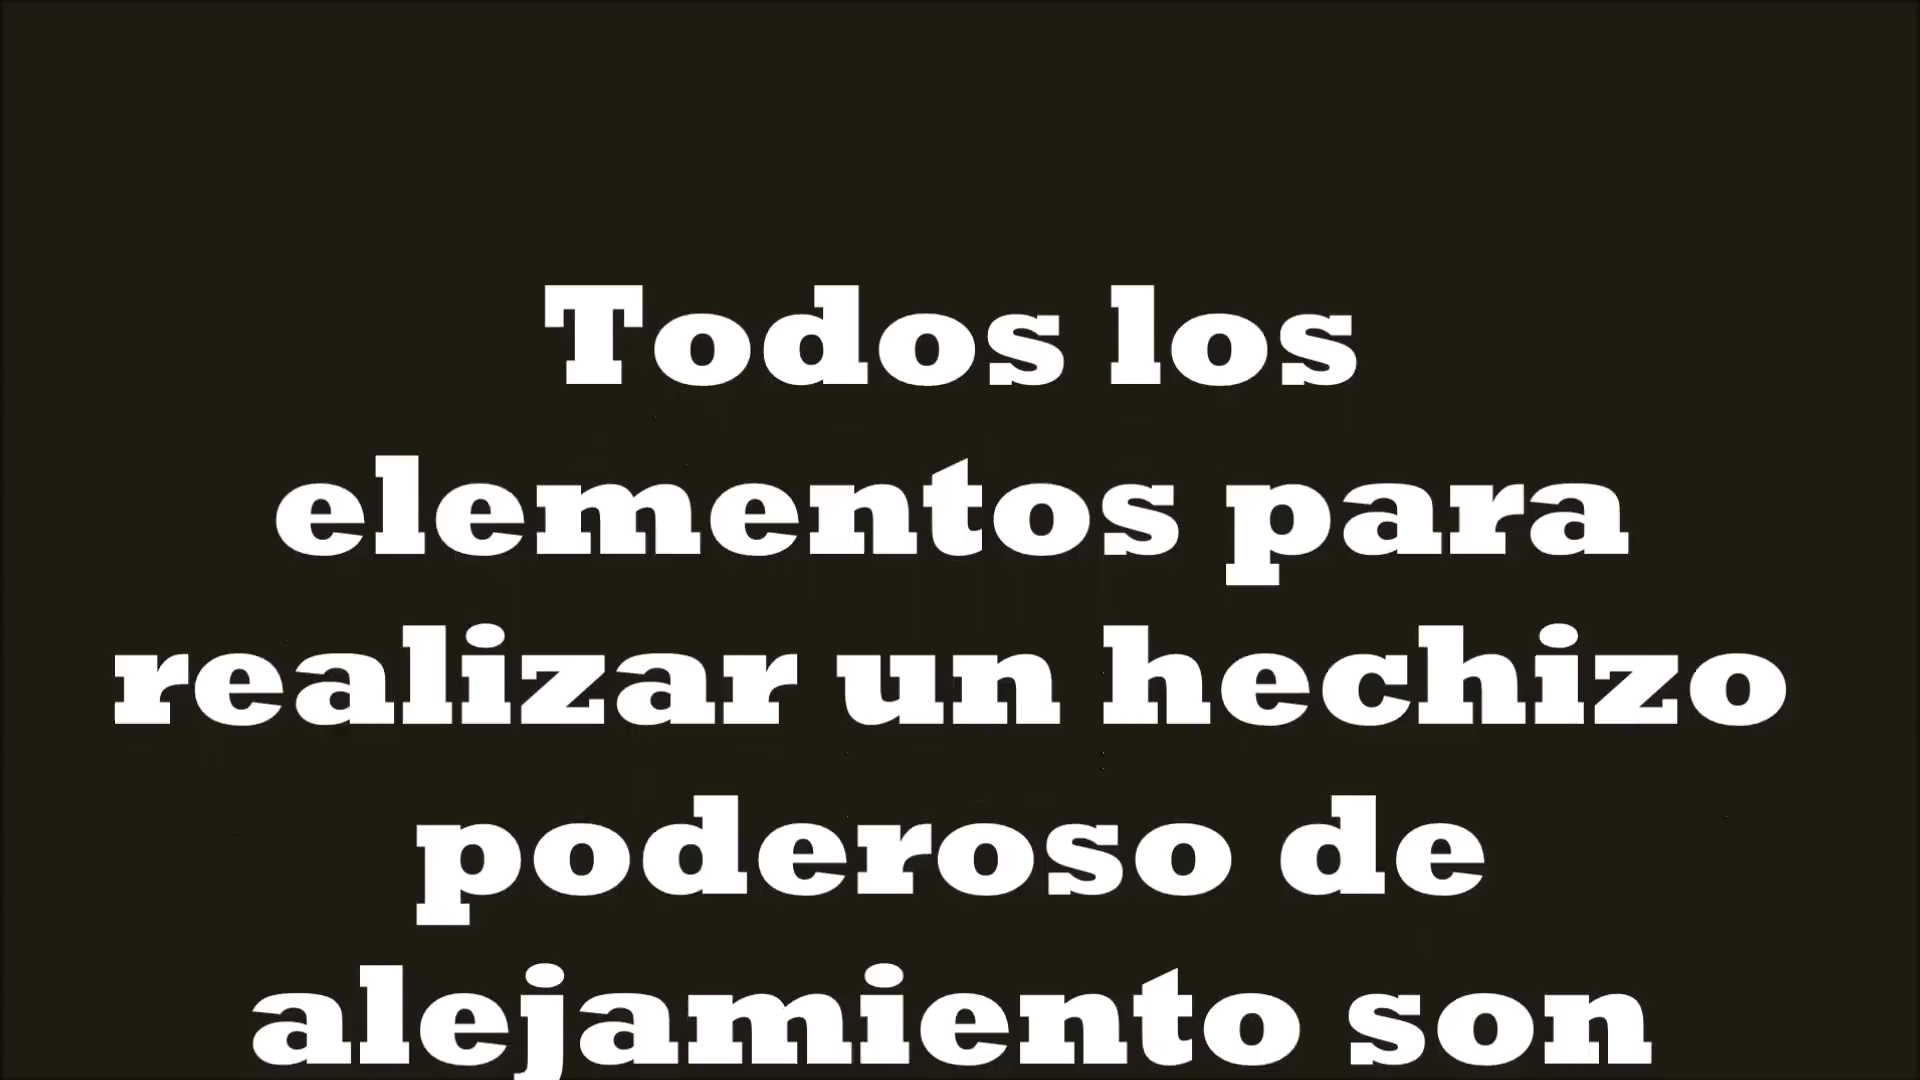 Todos los
elementos para
realizar un hechizo
poderoso de
alejamiento son